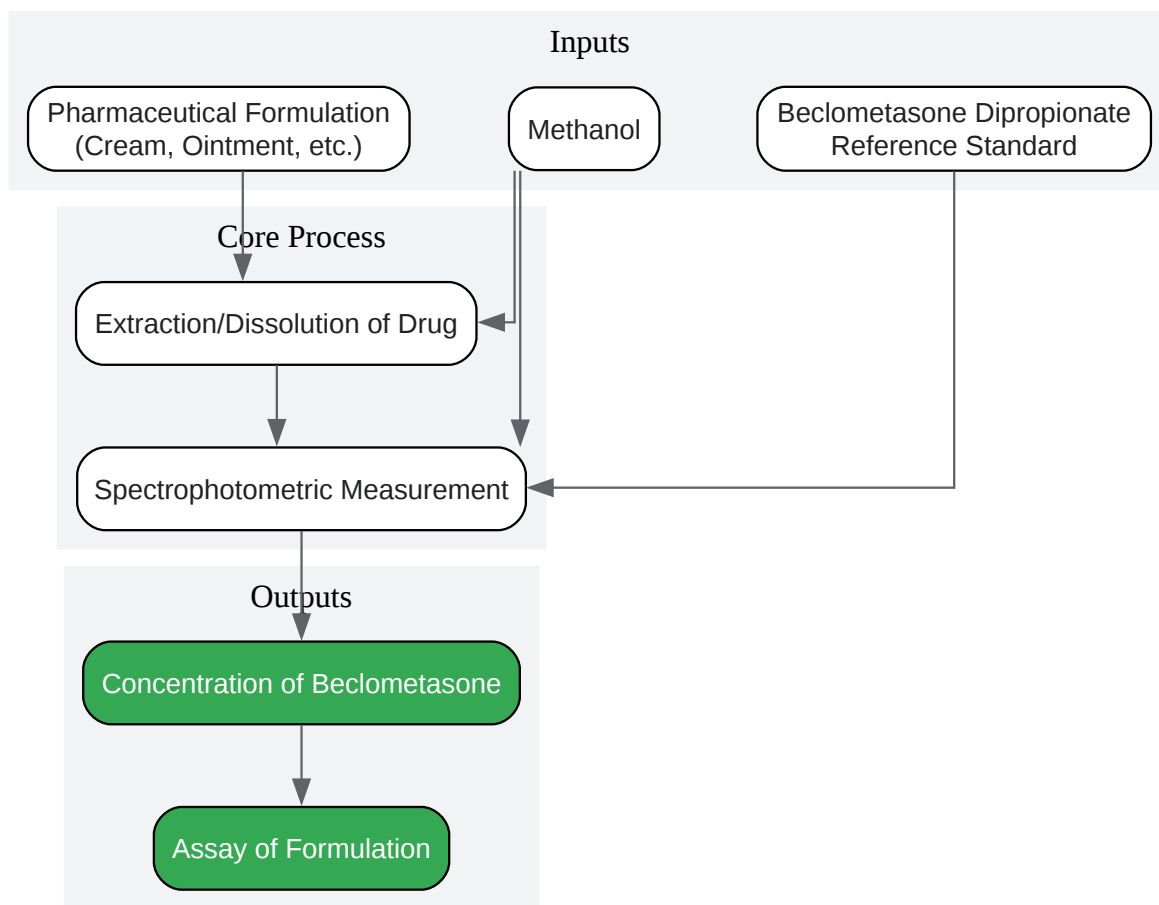 Inputs
Pharmaceutical Formulation
(Cream, Ointment, etc.)
Methanol
Beclometasone Dipropionate
Reference Standard
Core Process
Extraction/Dissolution of Drug
Spectrophotometric Measurement
Outputs
Concentration of Beclometasone
Assay of Formulation